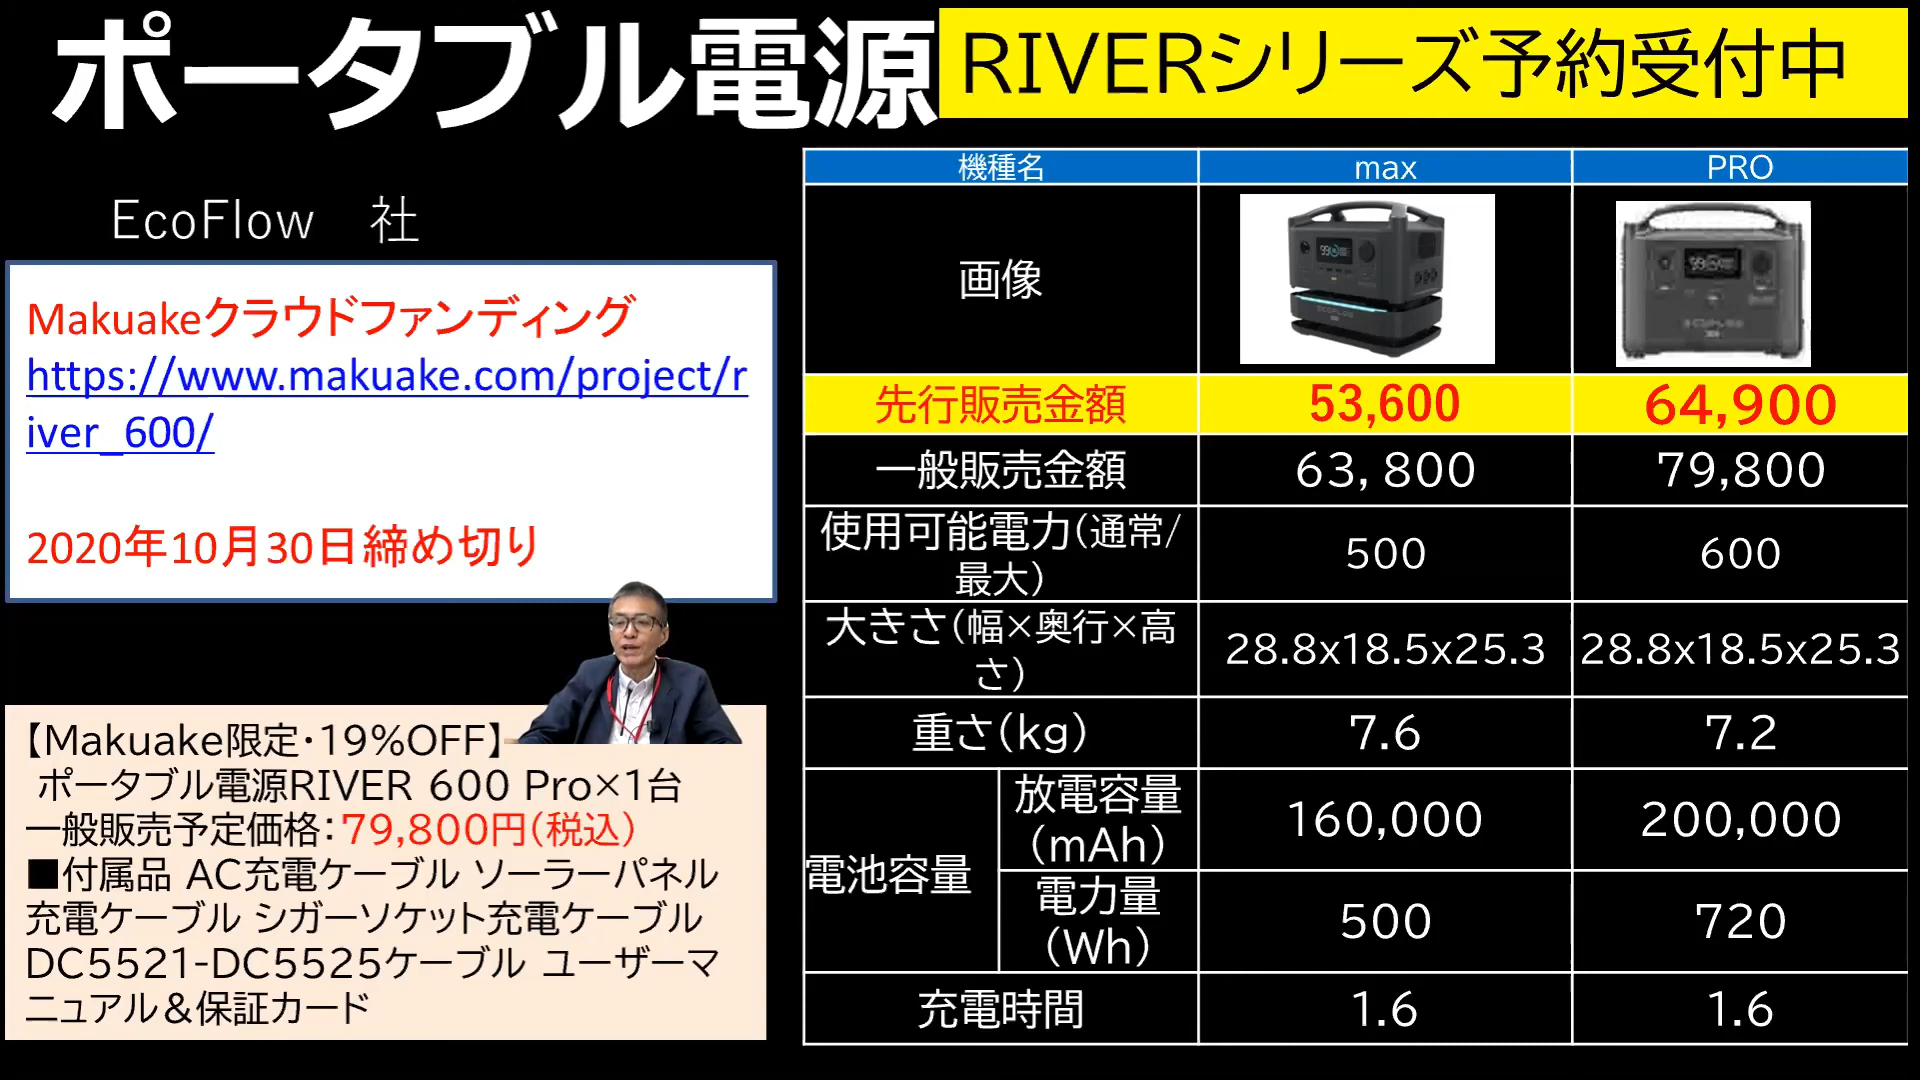 ポータブル電源
RIVERシリーズ予約受付中
EcoFlow　社
Makuakeクラウドファンディング
https://www.makuake.com/project/r
iver_600/
2020年10月30日締め切り
【Makuake限定・19%OFF】
ポータブル電源RIVER 600 Pro×1台
一般販売予定価格：79,800円（税込）
■付属品 AC充電ケーブル ソーラーパネル
充電ケーブル シガーソケット充電ケーブル
DC5521-DC5525ケーブル ユーザーマ
ニュアル＆保証カード
機種名 max PRO
画像
先行販売金額 53,600 64,900
一般販売金額 63,800 79,800
使用可能電力（通常/
最大） 500 600
大きさ（幅×奥行×高
さ） 28.8x18.5x25.3 28.8x18.5x25.3
重さ（kg） 7.6 7.2
電池容量
放電容量
（mAh） 160,000 200,000
電力量
（Wh） 500 720
充電時間 1.6 1.6